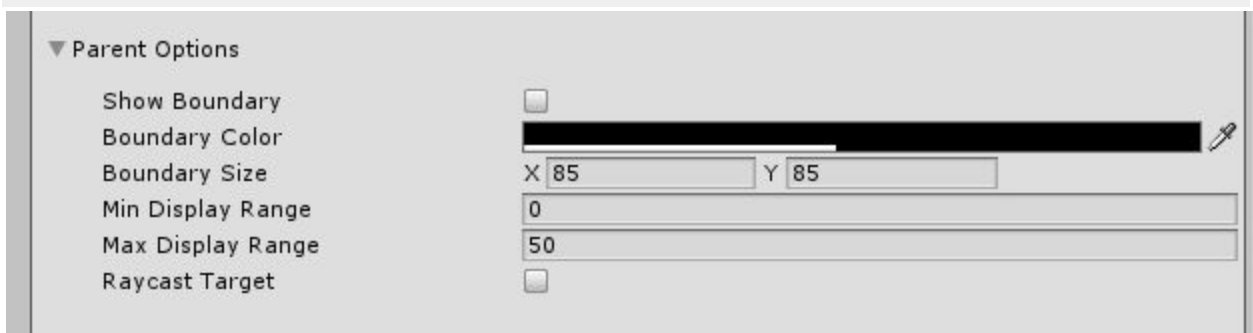 Parent Options
Show Boundary
Boundary Color
Boundary Size X 85 Y 85
Min Display Range 0
Max Display Range 50
Raycast Target